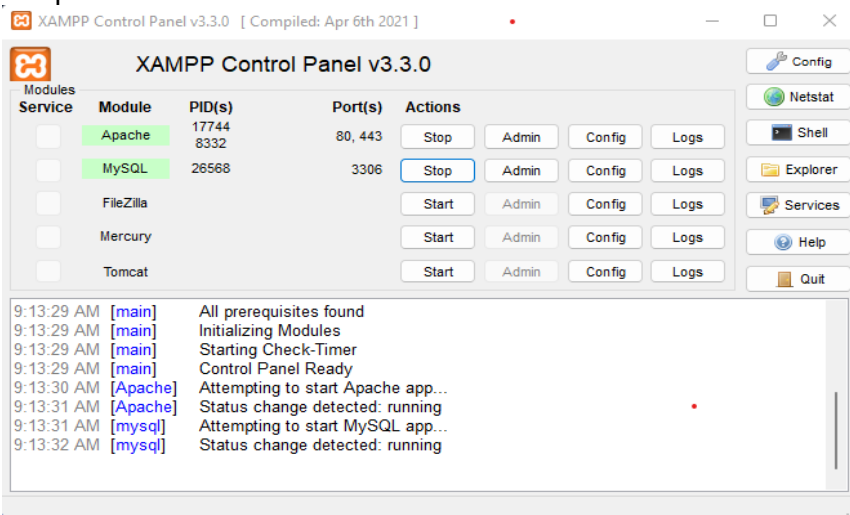 XAMPP Control Panel v3.3.0 [ Compiled: Apr 6th 2021 ]
XAMPP Control Panel v3.3.0
Config
Modules
Service Module PID(s) Port(s) Actions
Netstat
Apache 17744 8332 80, 443 Stop Admin Config Logs
Shell
MySQL 26568 3306 Stop Admin Config Logs
Explorer
FileZilla Start Admin Config Logs
Services
Mercury Start Admin Config Logs
Help
Tomcat Start Admin Config Logs
Quit
9:13:29 AM [main] All prerequisites found
9:13:29 AM [main] Initializing Modules
9:13:29 AM [main] Starting Check-Timer
9:13:29 AM [main] Control Panel Ready
9:13:30 AM [Apache] Attempting to start Apache app...
9:13:31 AM [Apache] Status change detected: running
9:13:31 AM [mysql] Attempting to start MySQL app...
9:13:32 AM [mysql] Status change detected: running